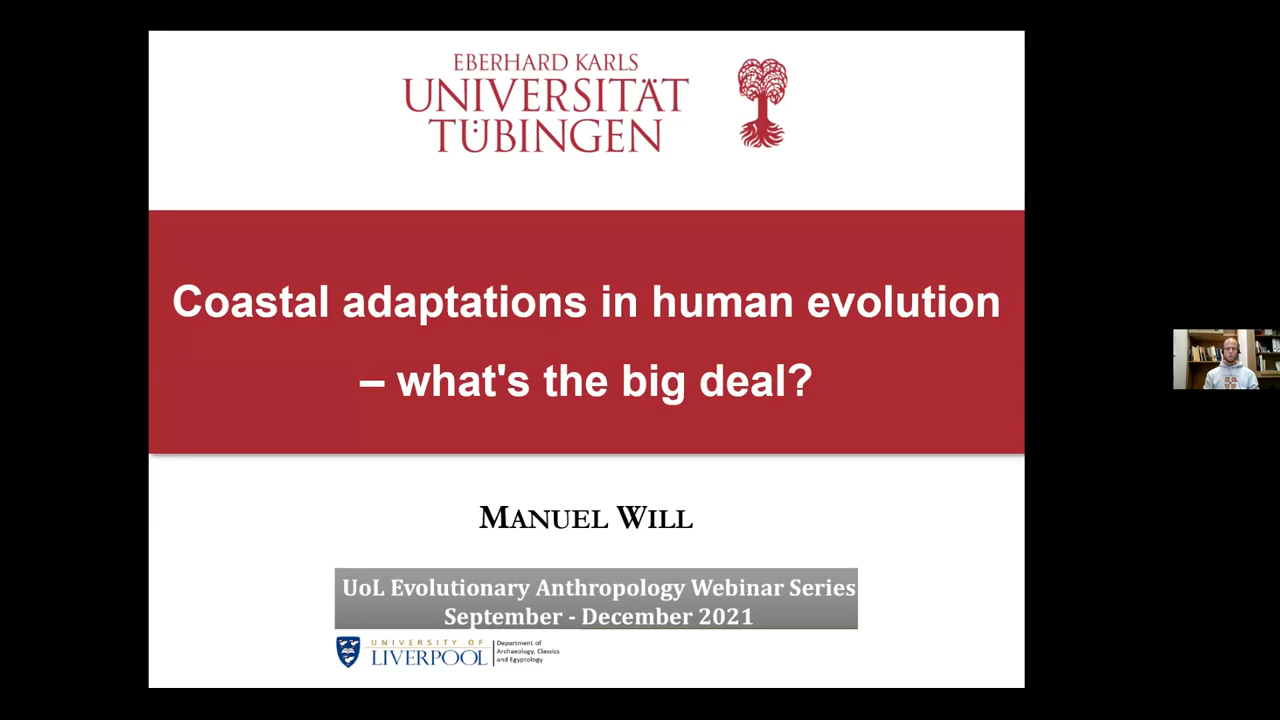 EBERHARD KARLS
UNIVERSITÄT
TÜBINGEN
Coastal adaptations in human evolution
– what's the big deal?
MANUEL WILL
UoL Evolutionary Anthropology Webinar Series
September - December 2021
UNIVERSITY OF
LIVERPOOL
Department of
Archaeology, Classics
and Egyptology